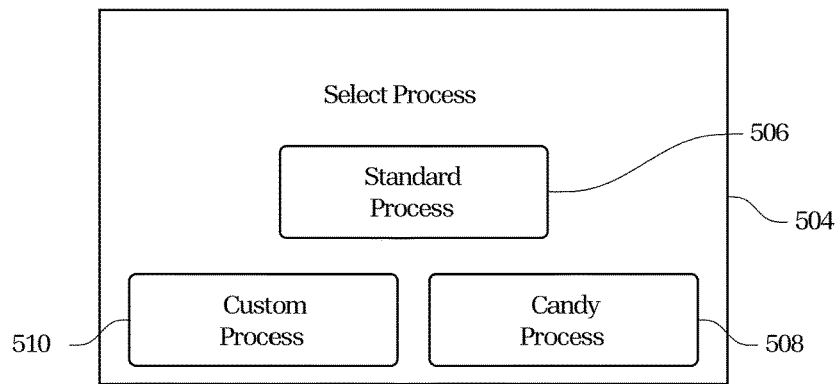 Select Process
506
Standard
Process
504
Custom
Process
Candy
Process
510
508